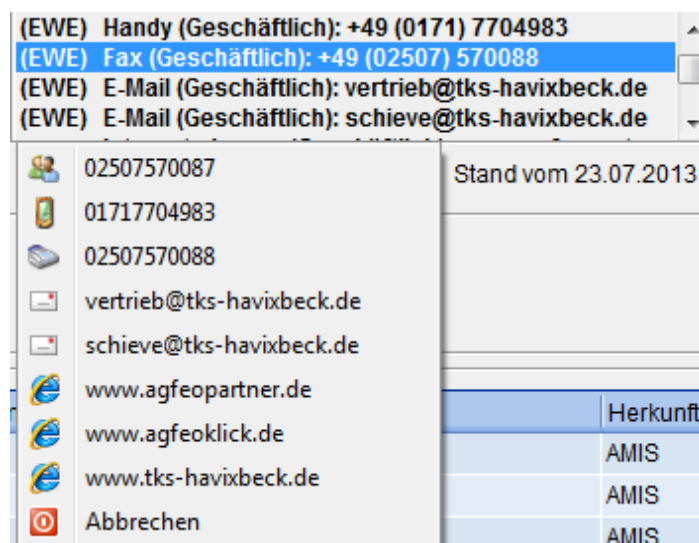 (EWE) Handy (Geschäftlich): +49 (0171) 7704983
(EWE) Fax (Geschäftlich): +49 (02507) 570088
(EWE) E-Mail (Geschäftlich): vertrieb@tks-havixbeck.de
(EWE) E-Mail (Geschäftlich): schieve@tks-havixbeck.de
02507570087
Stand vom 23.07.2013
01717704983
02507570088
vertrieb@tks-havixbeck.de
schieve@tks-havixbeck.de
www.agfeopartner.de
Herkunft
www.agfeoklick.de
AMIS
www.tks-havixbeck.de
AMIS
Abbrechen
AMIS